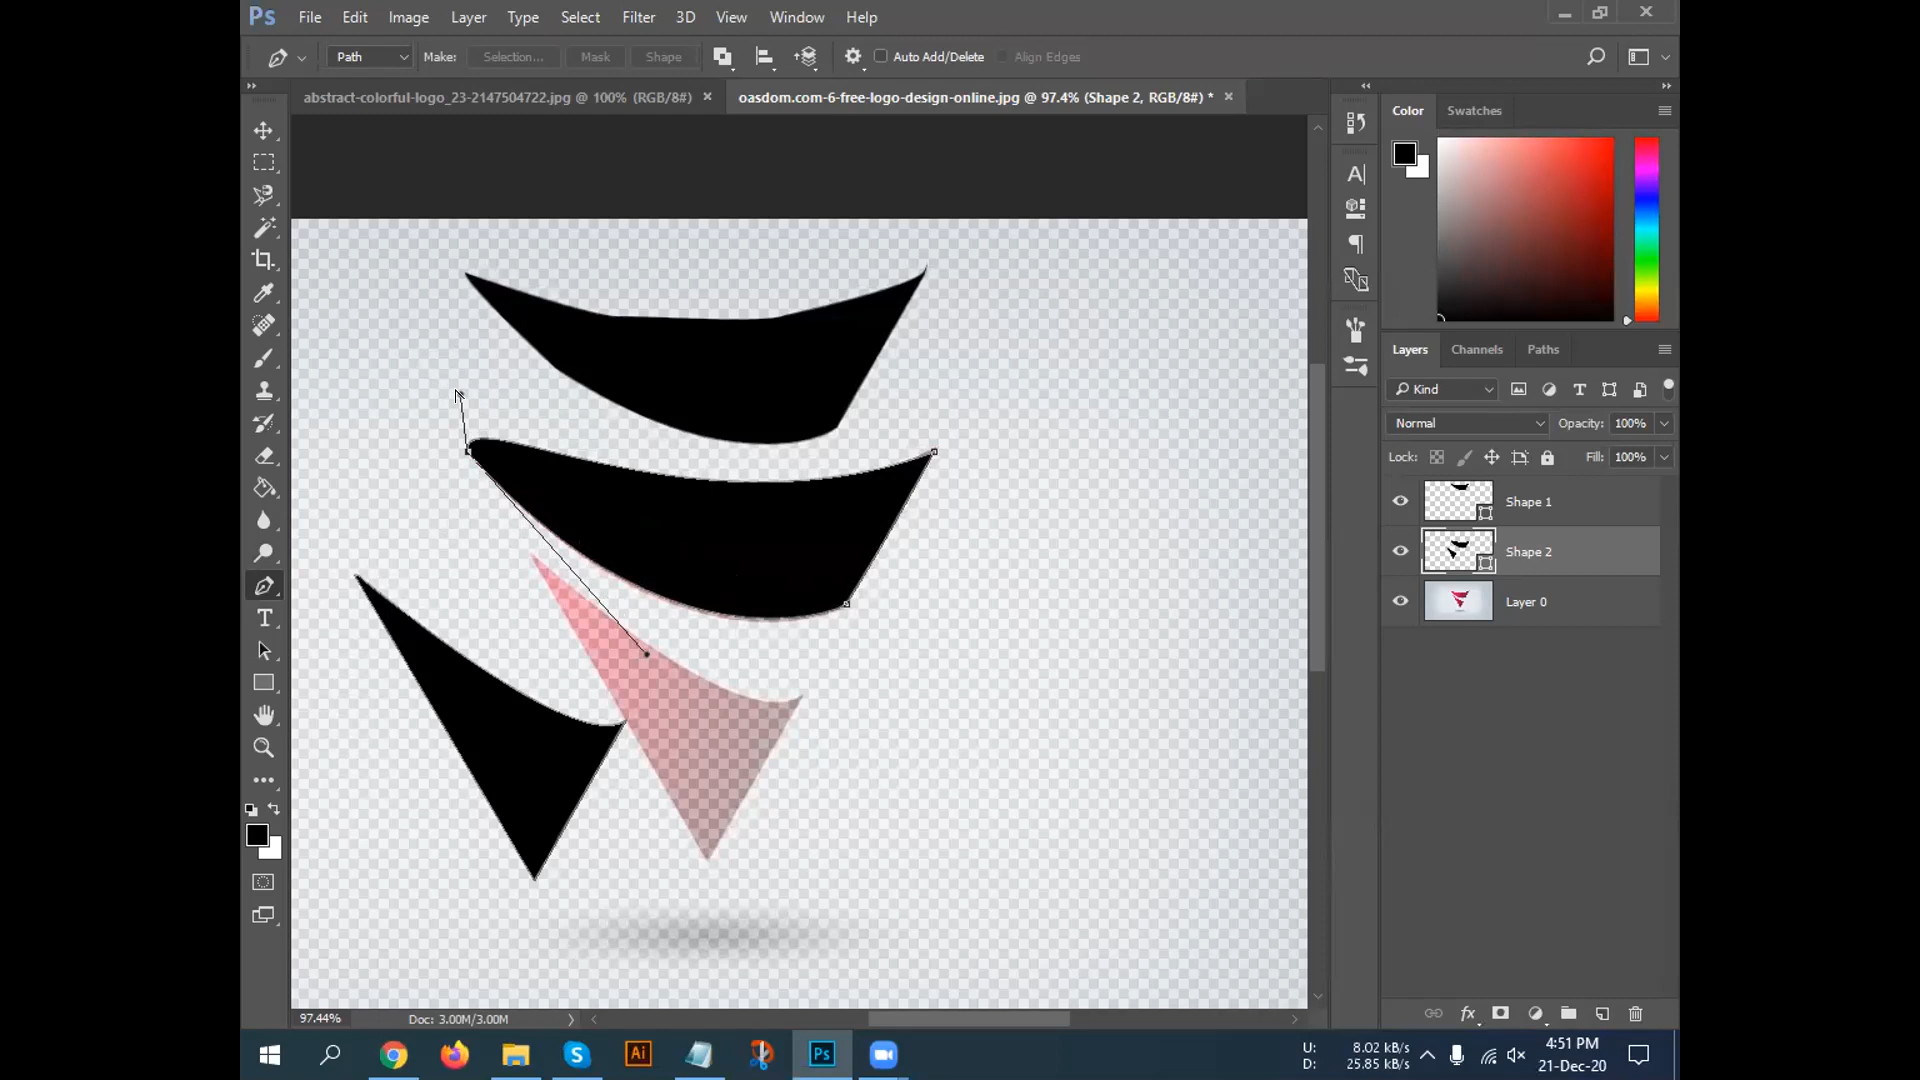 Ps File Edit Image Layer Type Select Filter 3D View Window Help
Path Make: Selection... Mask Shape Auto Add/Delete Align Edges
abstract-colorful-logo_23-2147504722.jpg @ 100% (RGB/8#) × oasdom.com-6-free-logo-design-online.jpg @ 97.4% (Shape 2, RGB/8#) * ×
Color Swatches
Layers Channels Paths
Kind
Normal Opacity: 100%
Lock: Fill: 100%
Shape 1
Shape 2
Layer 0
97.44% Doc: 3.00M/3.00M
fx
Ai Ps
U: 8.02 kB/s
D: 25.85 kB/s
4:51 PM
21-Dec-20